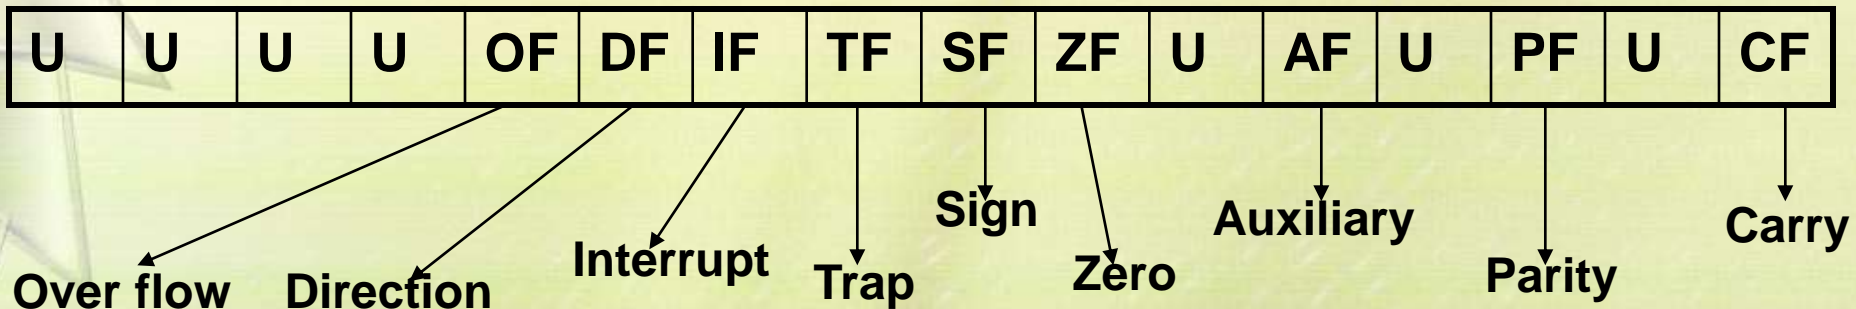 U U U U OF DF IF TF SF ZF U AF U PF U CF
Sign
Auxiliary
Carry
Interrupt
Trap
Zero
Parity
Over flow
Direction